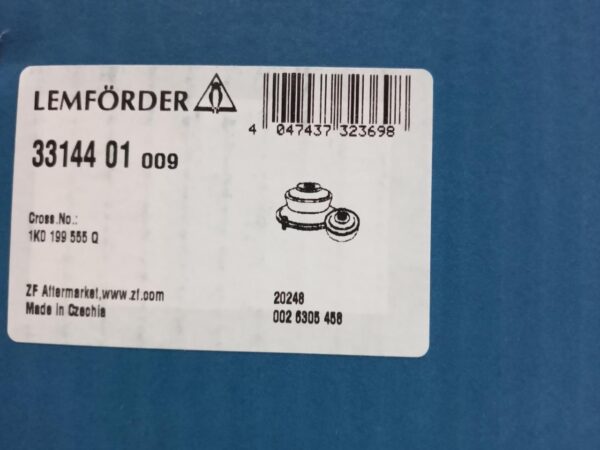 LEMFÖRDER
4 047437 323698
33144 01 009
Cross.No.:
1K0 199 555 Q
ZF Aftermarket,www.zf.com
Made in Czechia
20248
002 6305 456